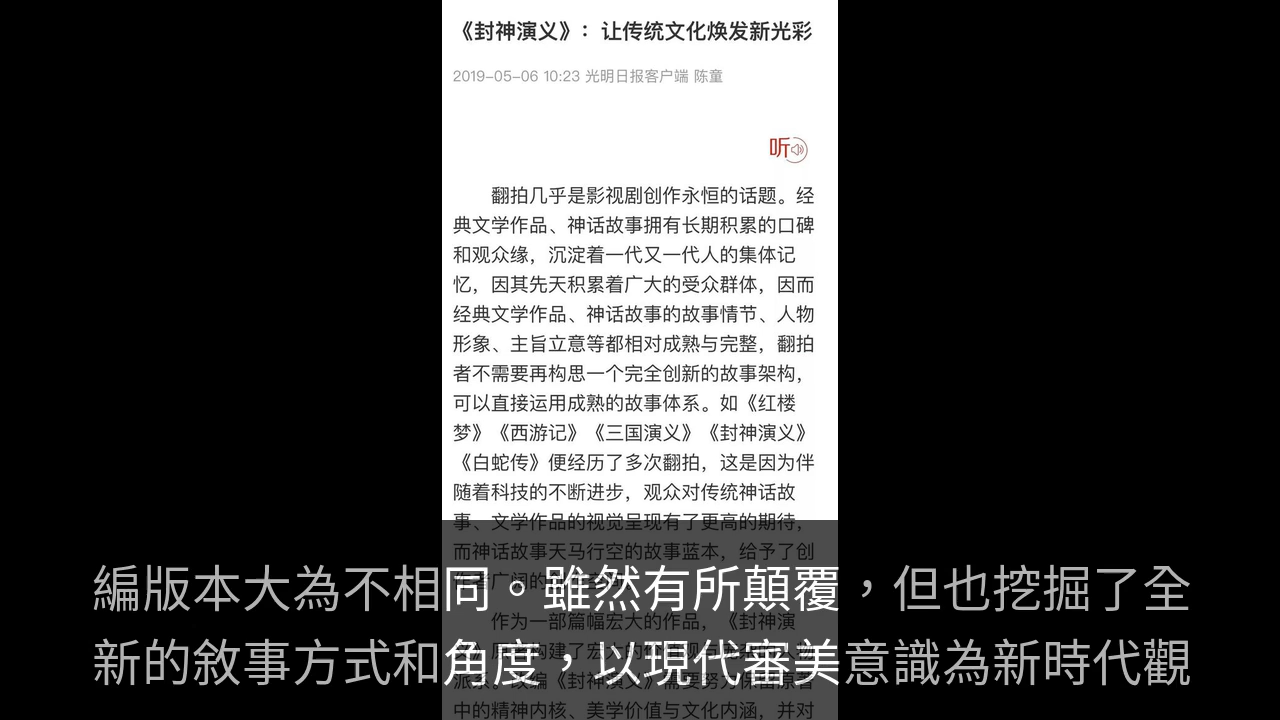 《封神演义》：让传统文化焕发新光彩
2019-05-06 10:23 光明日报客户端 陈童
听
翻拍几乎是影视剧创作永恒的话题。经
典文学作品、神话故事拥有长期积累的口碑
和观众缘，沉淀着一代又一代人的集体记
忆，因其先天积累着广大的受众群体，因而
经典文学作品、神话故事的故事情节、人物
形象、主旨立意等都相对成熟与完整，翻拍
者不需要再构思一个完全创新的故事架构，
可以直接运用成熟的故事体系。如《红楼
梦》《西游记》《三国演义》《封神演义》
《白蛇传》便经历了多次翻拍，这是因为伴
随着科技的不断进步，观众对传统神话故
事、文学作品的视觉呈现有了更高的期待，
而神话故事天马行空的故事蓝本，给予了创
編版本大為不相同。雖然有所顛覆，但也挖掘了全
作为一部篇幅宏大的作品，《封神演
新的敘事方式和角度，以現代審美意識為新時代觀
中的精神内核、美学价值与文化内涵，并对